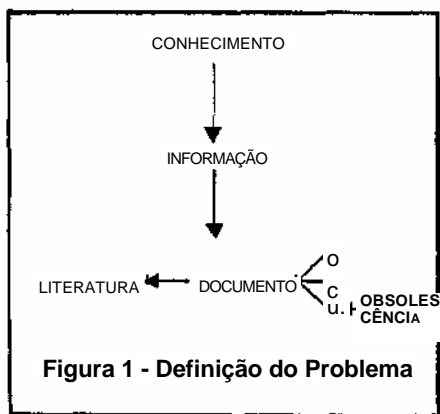 CONHECIMENTO
INFORMAÇÃO
LITERATURA
DOCUMENTO
O
C
u.
OBSOLES
CÊNCIA
Figura 1 - Definição do Problema